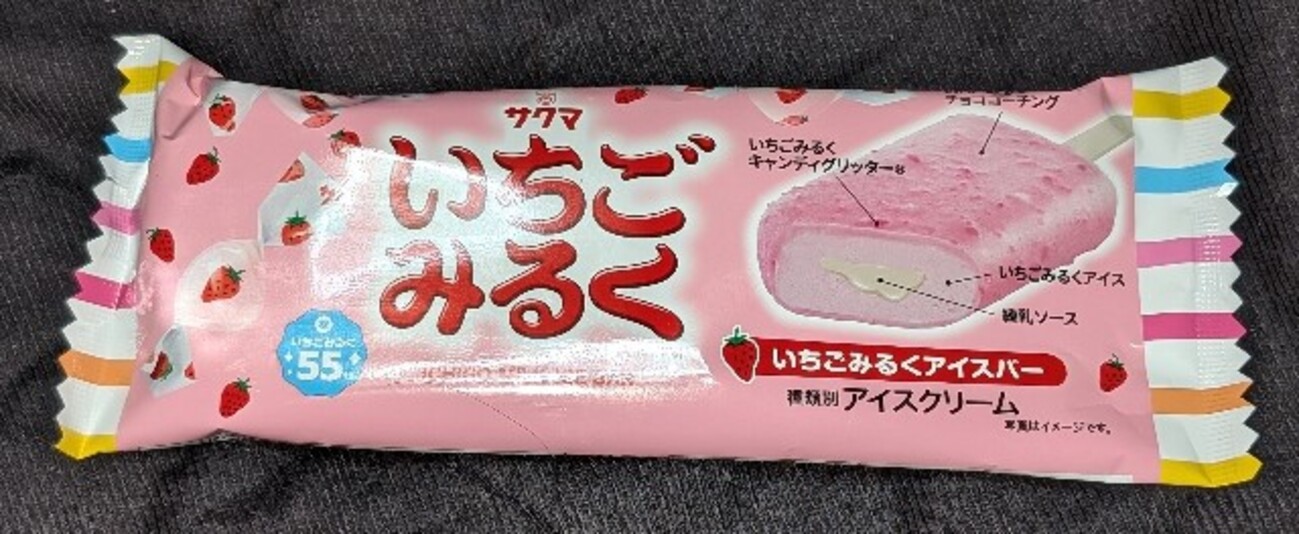 サクマ
いちご
みるく
いちごみるく
55
チョココーチング
いちごみるく
キャンディグリッター®
いちごみるくアイス
練乳ソース
いちごみるくアイスバー
種類別 アイスクリーム
写真はイメージです。